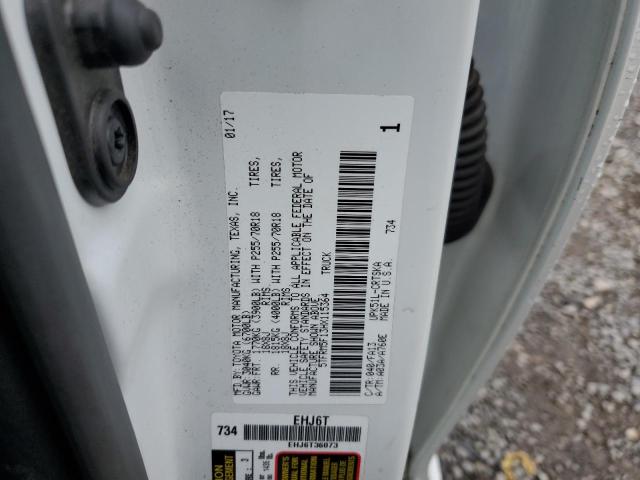 MFD. BY: TOYOTA MOTOR MANUFACTURING, TEXAS, INC. 01/17
GVWR: 3040KG (6700LB)
GAWR: FRT. 1770KG (3900LB) WITH P255/70R18 TIRES,
18X8J RIMS
RR. 1815KG (4000LB) WITH P255/70R18 TIRES,
18X8J RIMS
THIS VEHICLE CONFORMS TO ALL APPLICABLE FEDERAL MOTOR
VEHICLE SAFETY STANDARDS IN EFFECT ON THE DATE OF
MANUFACTURE SHOWN ABOVE.
5TFRM5F13HX115364 TRUCK
1
UPK51L-CRTSKA 734
C/TR:040/FA13
A/TM:A03A/A760E MADE IN U.S.A.
734 EHJ6T
EHJ6T36073